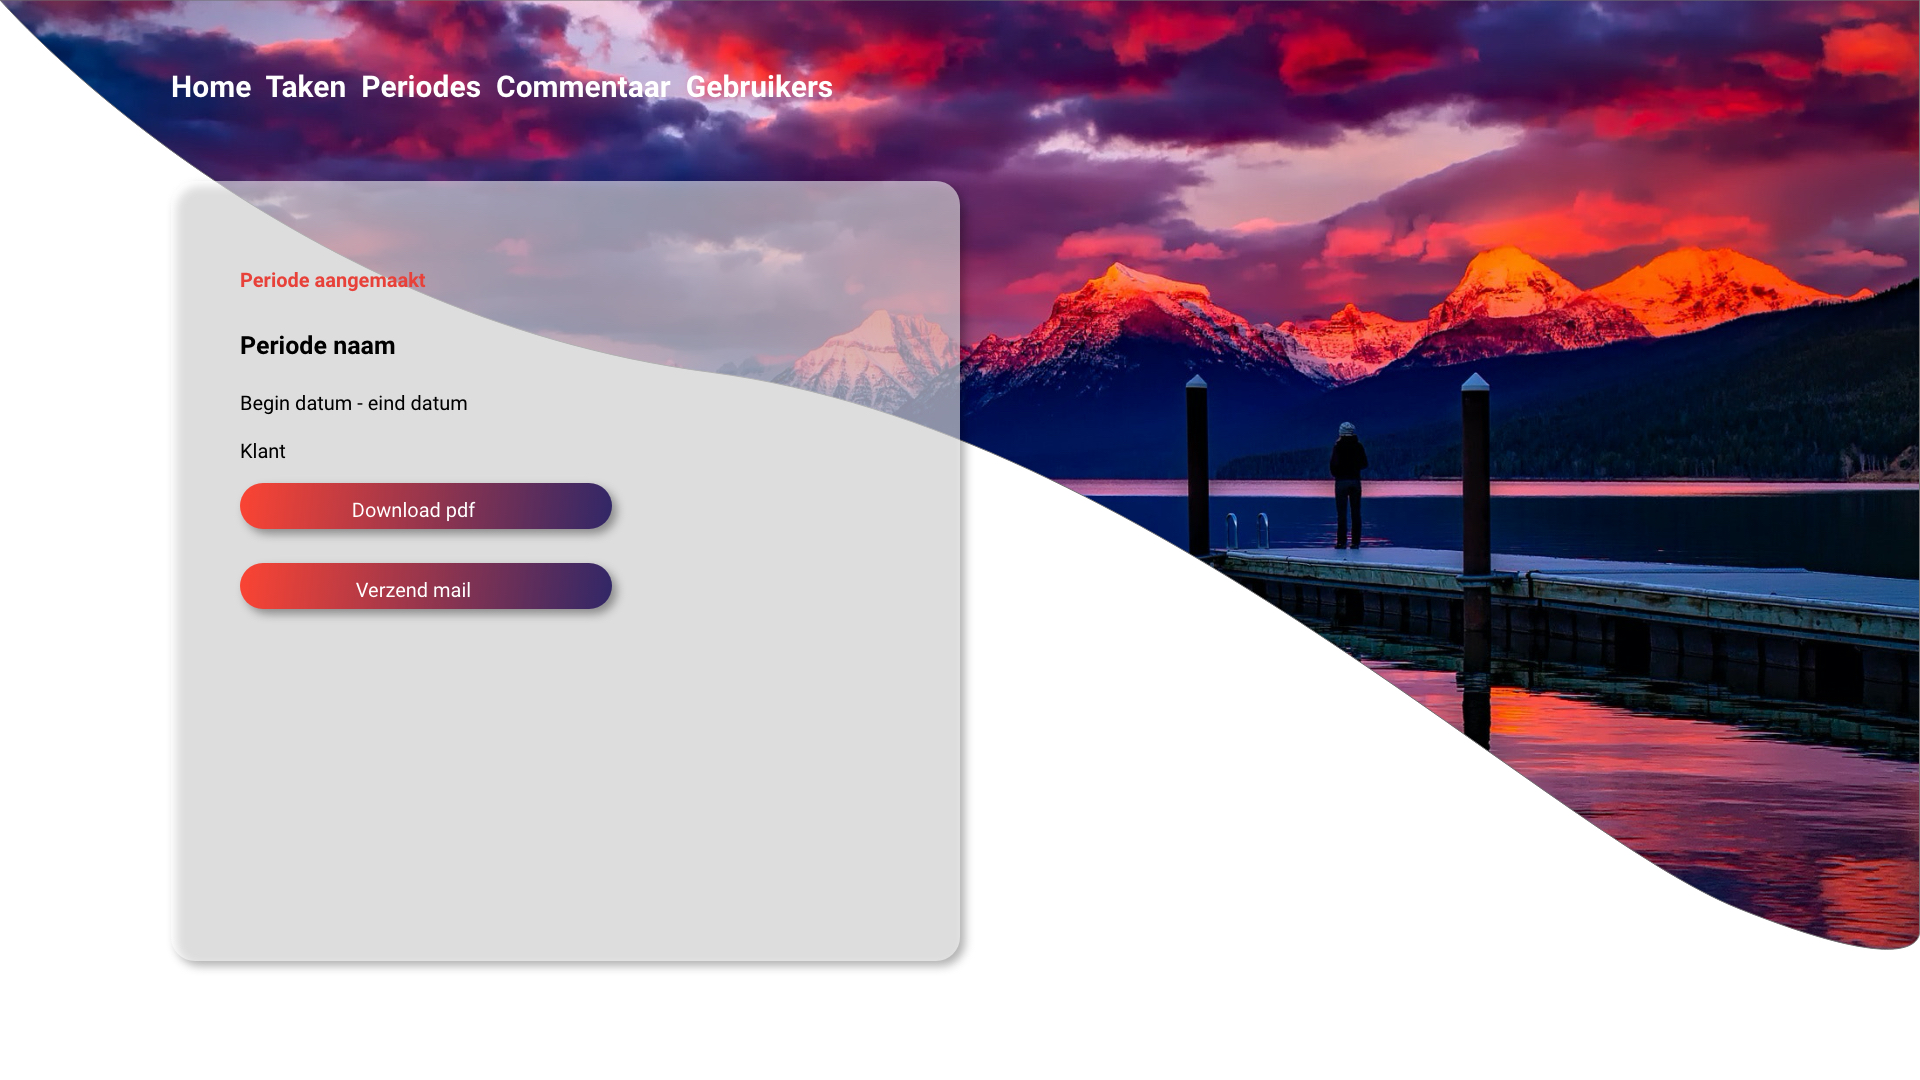 Home Taken Periodes Commentaar Gebruikers
Periode aangemaakt
Periode naam
Begin datum - eind datum
Klant
Download pdf
Verzend mail